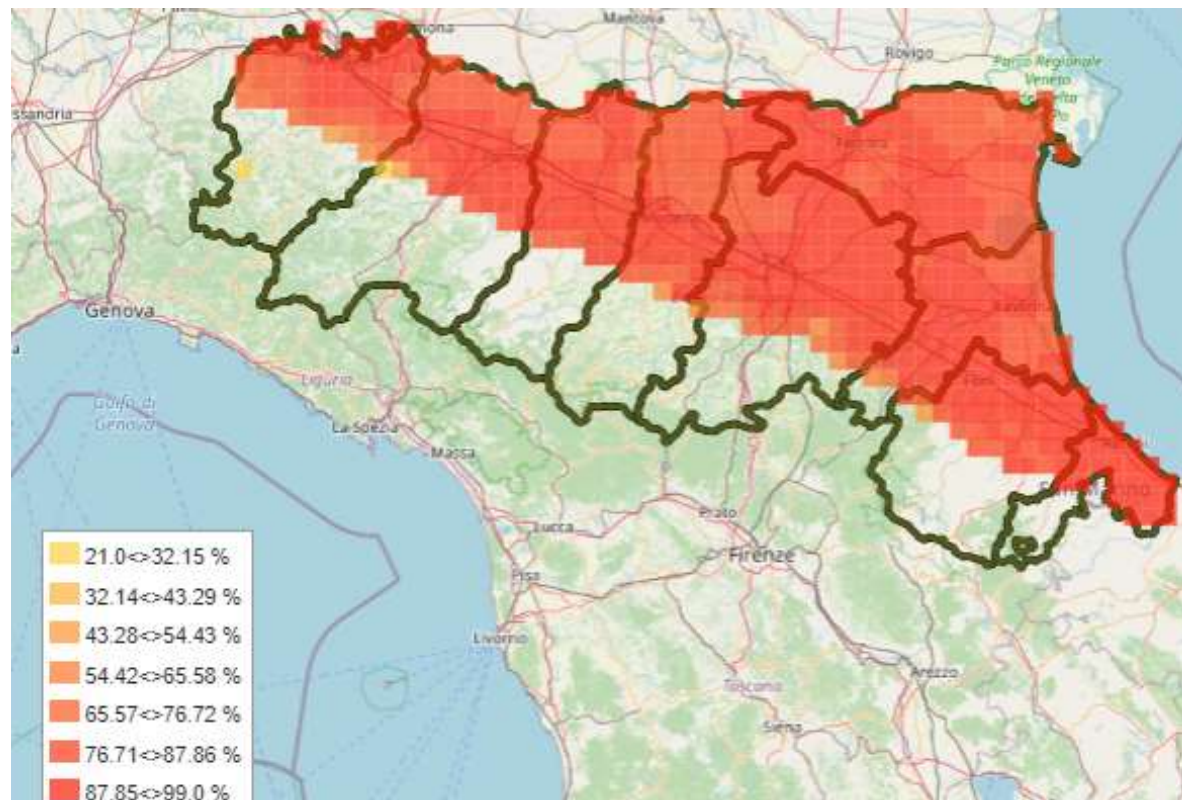 Mantova
Rovigo
Parco Regionale
Veneto
ssandria
Genova
Liguria
Golfo di
Genova
La Spezia
Massa
Lucca
Prato
Firenze
Pisa
Livorno
Arezzo
Toscana
Siena
21.0<>32.15 %
32.14<>43.29 %
43.28<>54.43 %
54.42<>65.58 %
65.57<>76.72 %
76.71<>87.86 %
87.85<>99.0 %